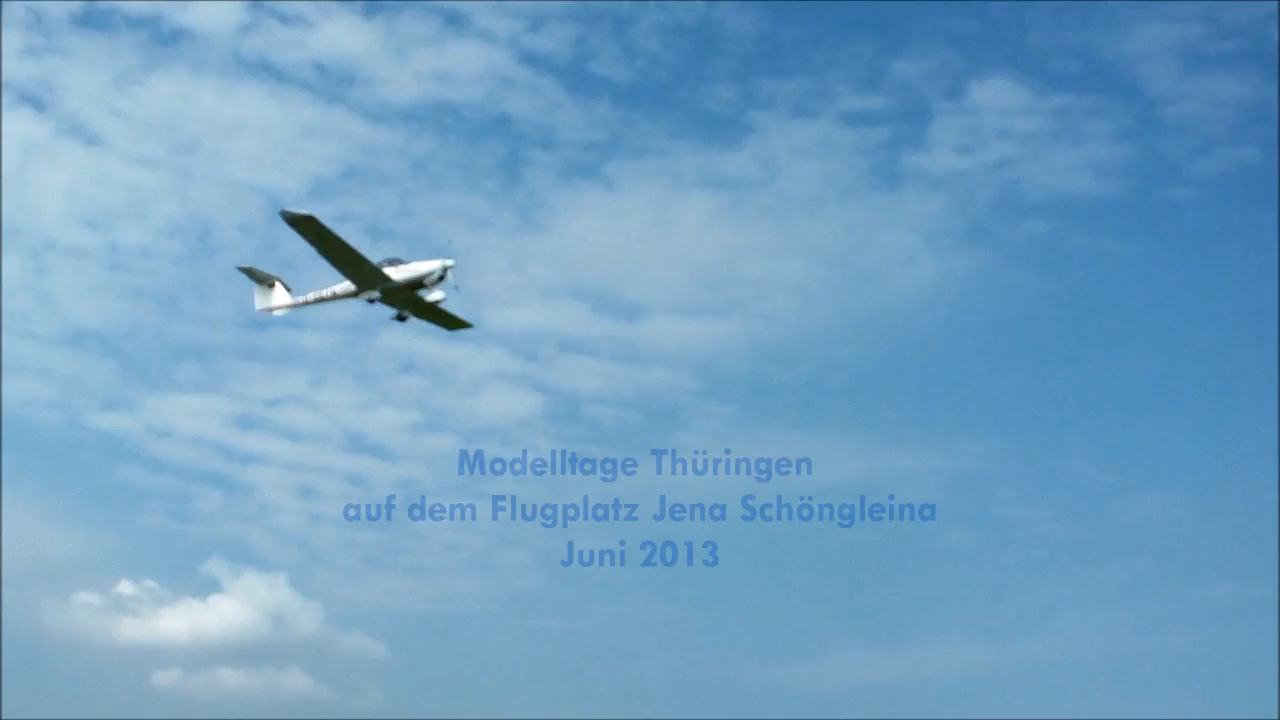 Modelltage Thüringen
auf dem Flugplatz Jena Schöngleina
Juni 2013